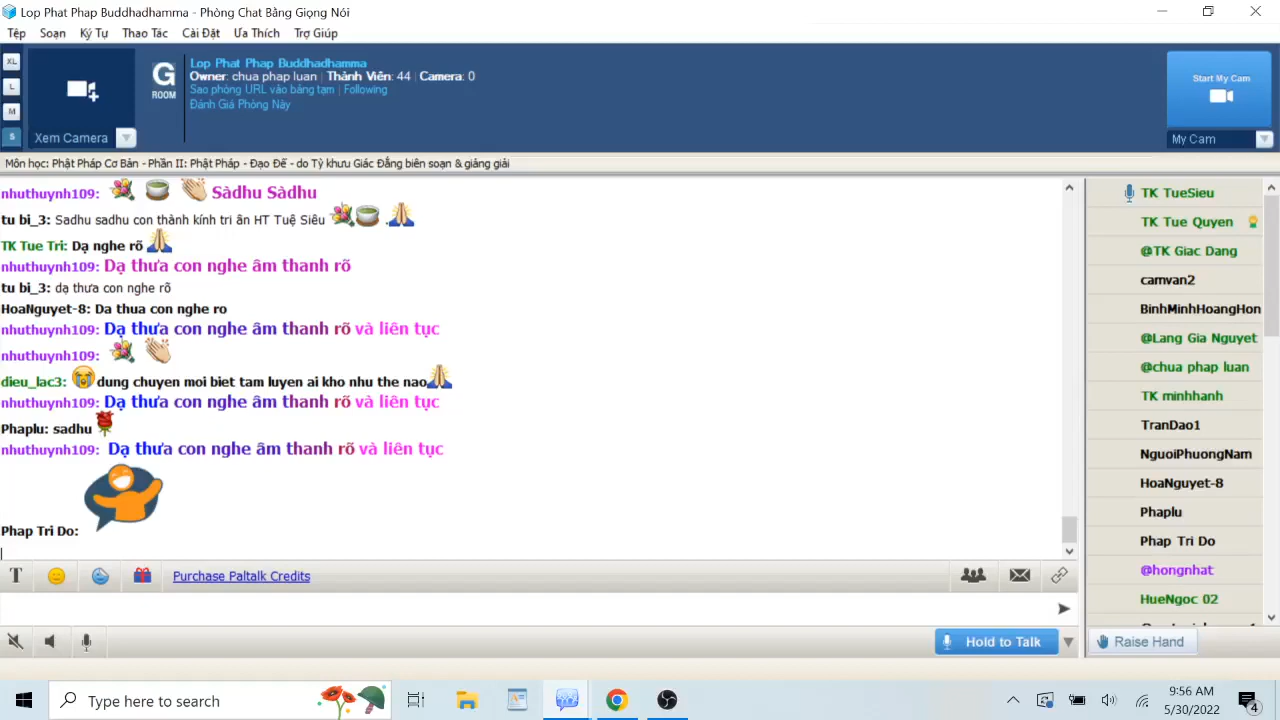 Lop Phat Phap Buddhadhamma - Phòng Chat Bằng Giọng Nói
Tệp Soạn Ký Tự Thao Tác Cài Đặt Ưa Thích Trợ Giúp
XL
L
M
S
Xem Camera
G
ROOM
Lop Phat Phap Buddhadhamma
Owner: chua phap luan | Thành Viên: 44 | Camera: 0
Sao phỏng URL vào bảng tạm | Following
Đánh Giá Phòng Này
Start My Cam
My Cam
Môn học: Phật Pháp Cơ Bản - Phần II: Phật Pháp - Đạo Đế - do Tỳ khưu Giác Đẳng biên soạn & giảng giải
nhuthuynh109: Sàdhu Sàdhu
tu bi_3: Sadhu sadhu con thành kính tri ân HT Tuệ Siêu .
TK Tue Tri: Dạ nghe rõ
nhuthuynh109: Dạ thưa con nghe âm thanh rõ
tu bi_3: dạ thưa con nghe rõ
HoaNguyet-8: Da thua con nghe ro
nhuthuynh109: Dạ thưa con nghe âm thanh rõ và liên tục
nhuthuynh109:
dieu_lac3: dung chuyen moi biet tam luyen ai kho nhu the nao
nhuthuynh109: Dạ thưa con nghe âm thanh rõ và liên tục
Phaplu: sadhu
nhuthuynh109: Dạ thưa con nghe âm thanh rõ và liên tục
Phap Tri Do:
TK TueSieu
TK Tue Quyen
@TK Giac Dang
camvan2
BinhMinhHoangHon
@Lang Gia Nguyet
@chua phap luan
TK minhhanh
TranDao1
NguoiPhuongNam
HoaNguyet-8
Phaplu
Phap Tri Do
@hongnhat
HueNgoc 02
T
Purchase Paltalk Credits
Hold to Talk
Raise Hand
Type here to search
9:56 AM
5/30/2022
4